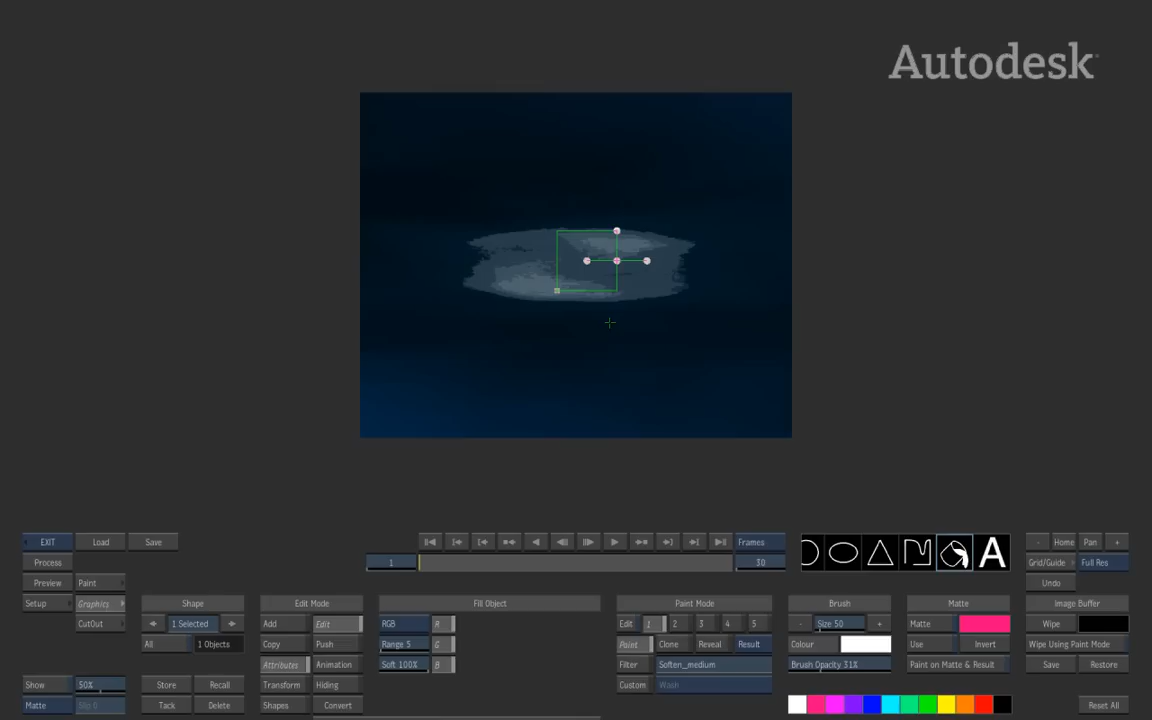 Autodesk
EXIT Load Save Frames A - Home Pan +
Process 1 30 Grid/Guide Full Res
Preview Paint Undo
Setup Graphics Shape Edit Mode Fill Object Paint Mode Brush Matte Image Buffer
CutOut 1 Selected Add Edit RGB R Edit 1 2 3 4 5 - Size 50 + Matte Wipe
All 1 Objects Copy Push Range 5 G Paint Clone Reveal Result Colour Use Invert Wipe Using Paint Mode
Attributes Animation Soft 100% B Filter Soften_medium Brush Opacity 31% Paint on Matte & Result Save Restore
Show 50% Store Recall Transform Hiding Custom Wash
Matte Slip 0 Tack Delete Shapes Convert Reset All